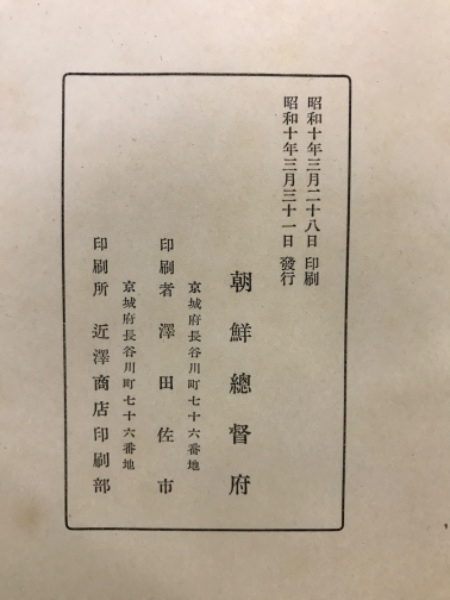 昭和十年三月二十八日 印刷
昭和十年三月三十一日 發行
朝鮮總督府
京城府長谷川町七十六番地
印刷者 澤田佐市
京城府長谷川町七十六番地
印刷所 近澤商店印刷部